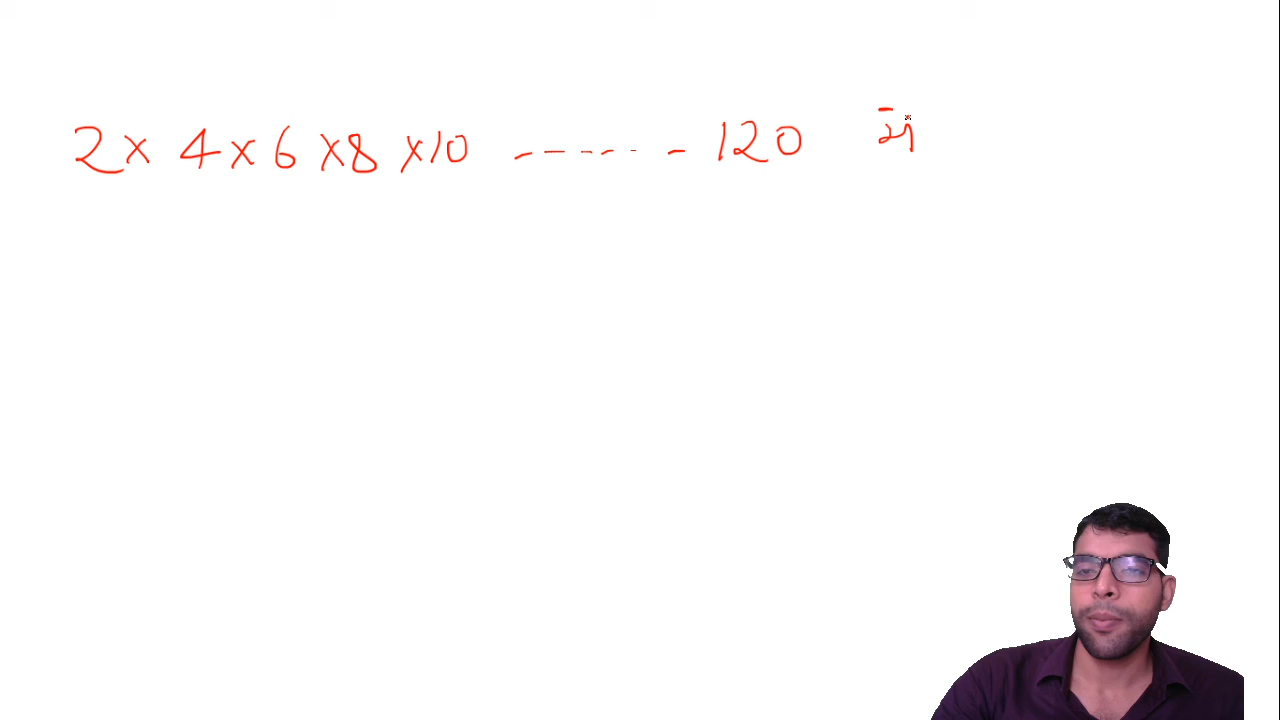 2 × 4 × 6 × 8 × 10 ------ - 120